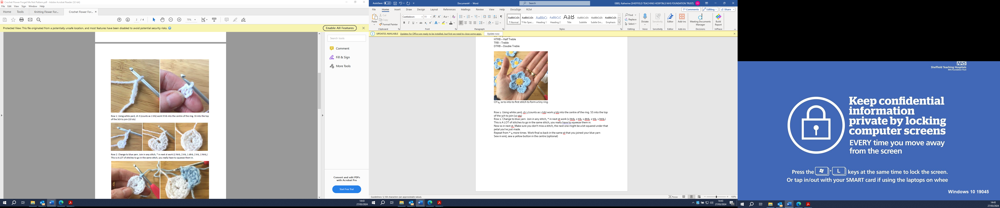 Crochet Flower Forget Me Not Pattern.pdf - Adobe Acrobat Reader (32-bit)
File Edit View Sign Window Help
Home Tools Knitting Flower For... Crochet Flower For... ×
2 / 4 75%
Protected View: This file originated from a potentially unsafe location, and most features have been disabled to avoid potential security risks.
Enable All Features
Search tools
Comment
Fill & Sign
More Tools
Convert and edit PDFs
with Acrobat Pro
Start Free Trial
Row 1: Using white yard, ch 3 (counts as 1 trb) work 9 trb into the centre of the ring. SS into the top
of the 3ch to join (10 sts)
Row 2: Change to blue yarn. Join in any stitch, * in next st work (1 htrb, 2 trb, 1 dtrb, 2 trb, 1 htrb,)
This is A LOT of stitches to go in the same stitch, you really have to squeeze them in.
14:43
27/03/2024
AutoSave Off Document4 - Word Search EBBS, Katherine (SHEFFIELD TEACHING HOSPITALS NHS FOUNDATION TRUST) EK
File Home Insert Draw Design Layout References Mailings Review View Help DocuSign RCM Comments Editing Share
Paste
Cut
Copy
Format Painter
Clipboard
Castledown 11
Font
Paragraph
AaBbCcDc AaBbCcDc AaBbCc AaBbCcC AaB AaBbCcDc AaBbCcDc AaBbCcDc
¶ Normal ¶ No Spac... Heading 1 Heading 2 Title Subtitle Subtle Em... Emphasis
Styles
Find
Replace
Select
Editing
Dictate
Voice
Sensitivity
Sensitivity
Editor
Editor
Add-ins
Add-ins
Meeting Documents
Manager
Decisions
Build
Report
InPhase
UPDATES AVAILABLE Updates for Office are ready to be installed, but first we need to close some apps. Update now
HTRB – Half Treble
TRB – Treble
DTRB – Double Treble
CH 4, ss to into to first stitch to form a tiny ring.
Row 1: Using white yard, ch 3 (counts as 1 trb) work 9 trb into the centre of the ring. SS into the top
of the 3ch to join (10 sts)
Row 2: Change to blue yarn. Join in any stitch, * in next st work (1 htrb, 2 trb, 1 dtrb, 2 trb, 1 htrb,)
This is A LOT of stitches to go in the same stitch, you really have to squeeze them in.
Now ss in next st. Make sure you don't miss a stitch, the next one might be a bit squared under that
petal you've just made.
Repeat from * 4 more times. Work final ss back in the same st that you joined your blue yarn
Sew in end, sew a yellow button in the centre (optional)
Guidelines: 5,104 characters (an approximate value). Focus 100%
14:43
27/03/2024
23
NHS
Sheffield Teaching Hospitals
NHS Foundation Trust
Keep confidential
information
private by locking
computer screens
EVERY time you move away
from the screen
Press the + L keys at the same time to lock the screen.
Or tap in/out with your SMART card if using the laptops on whee
Windows 10 19045
14:43
27/03/2024